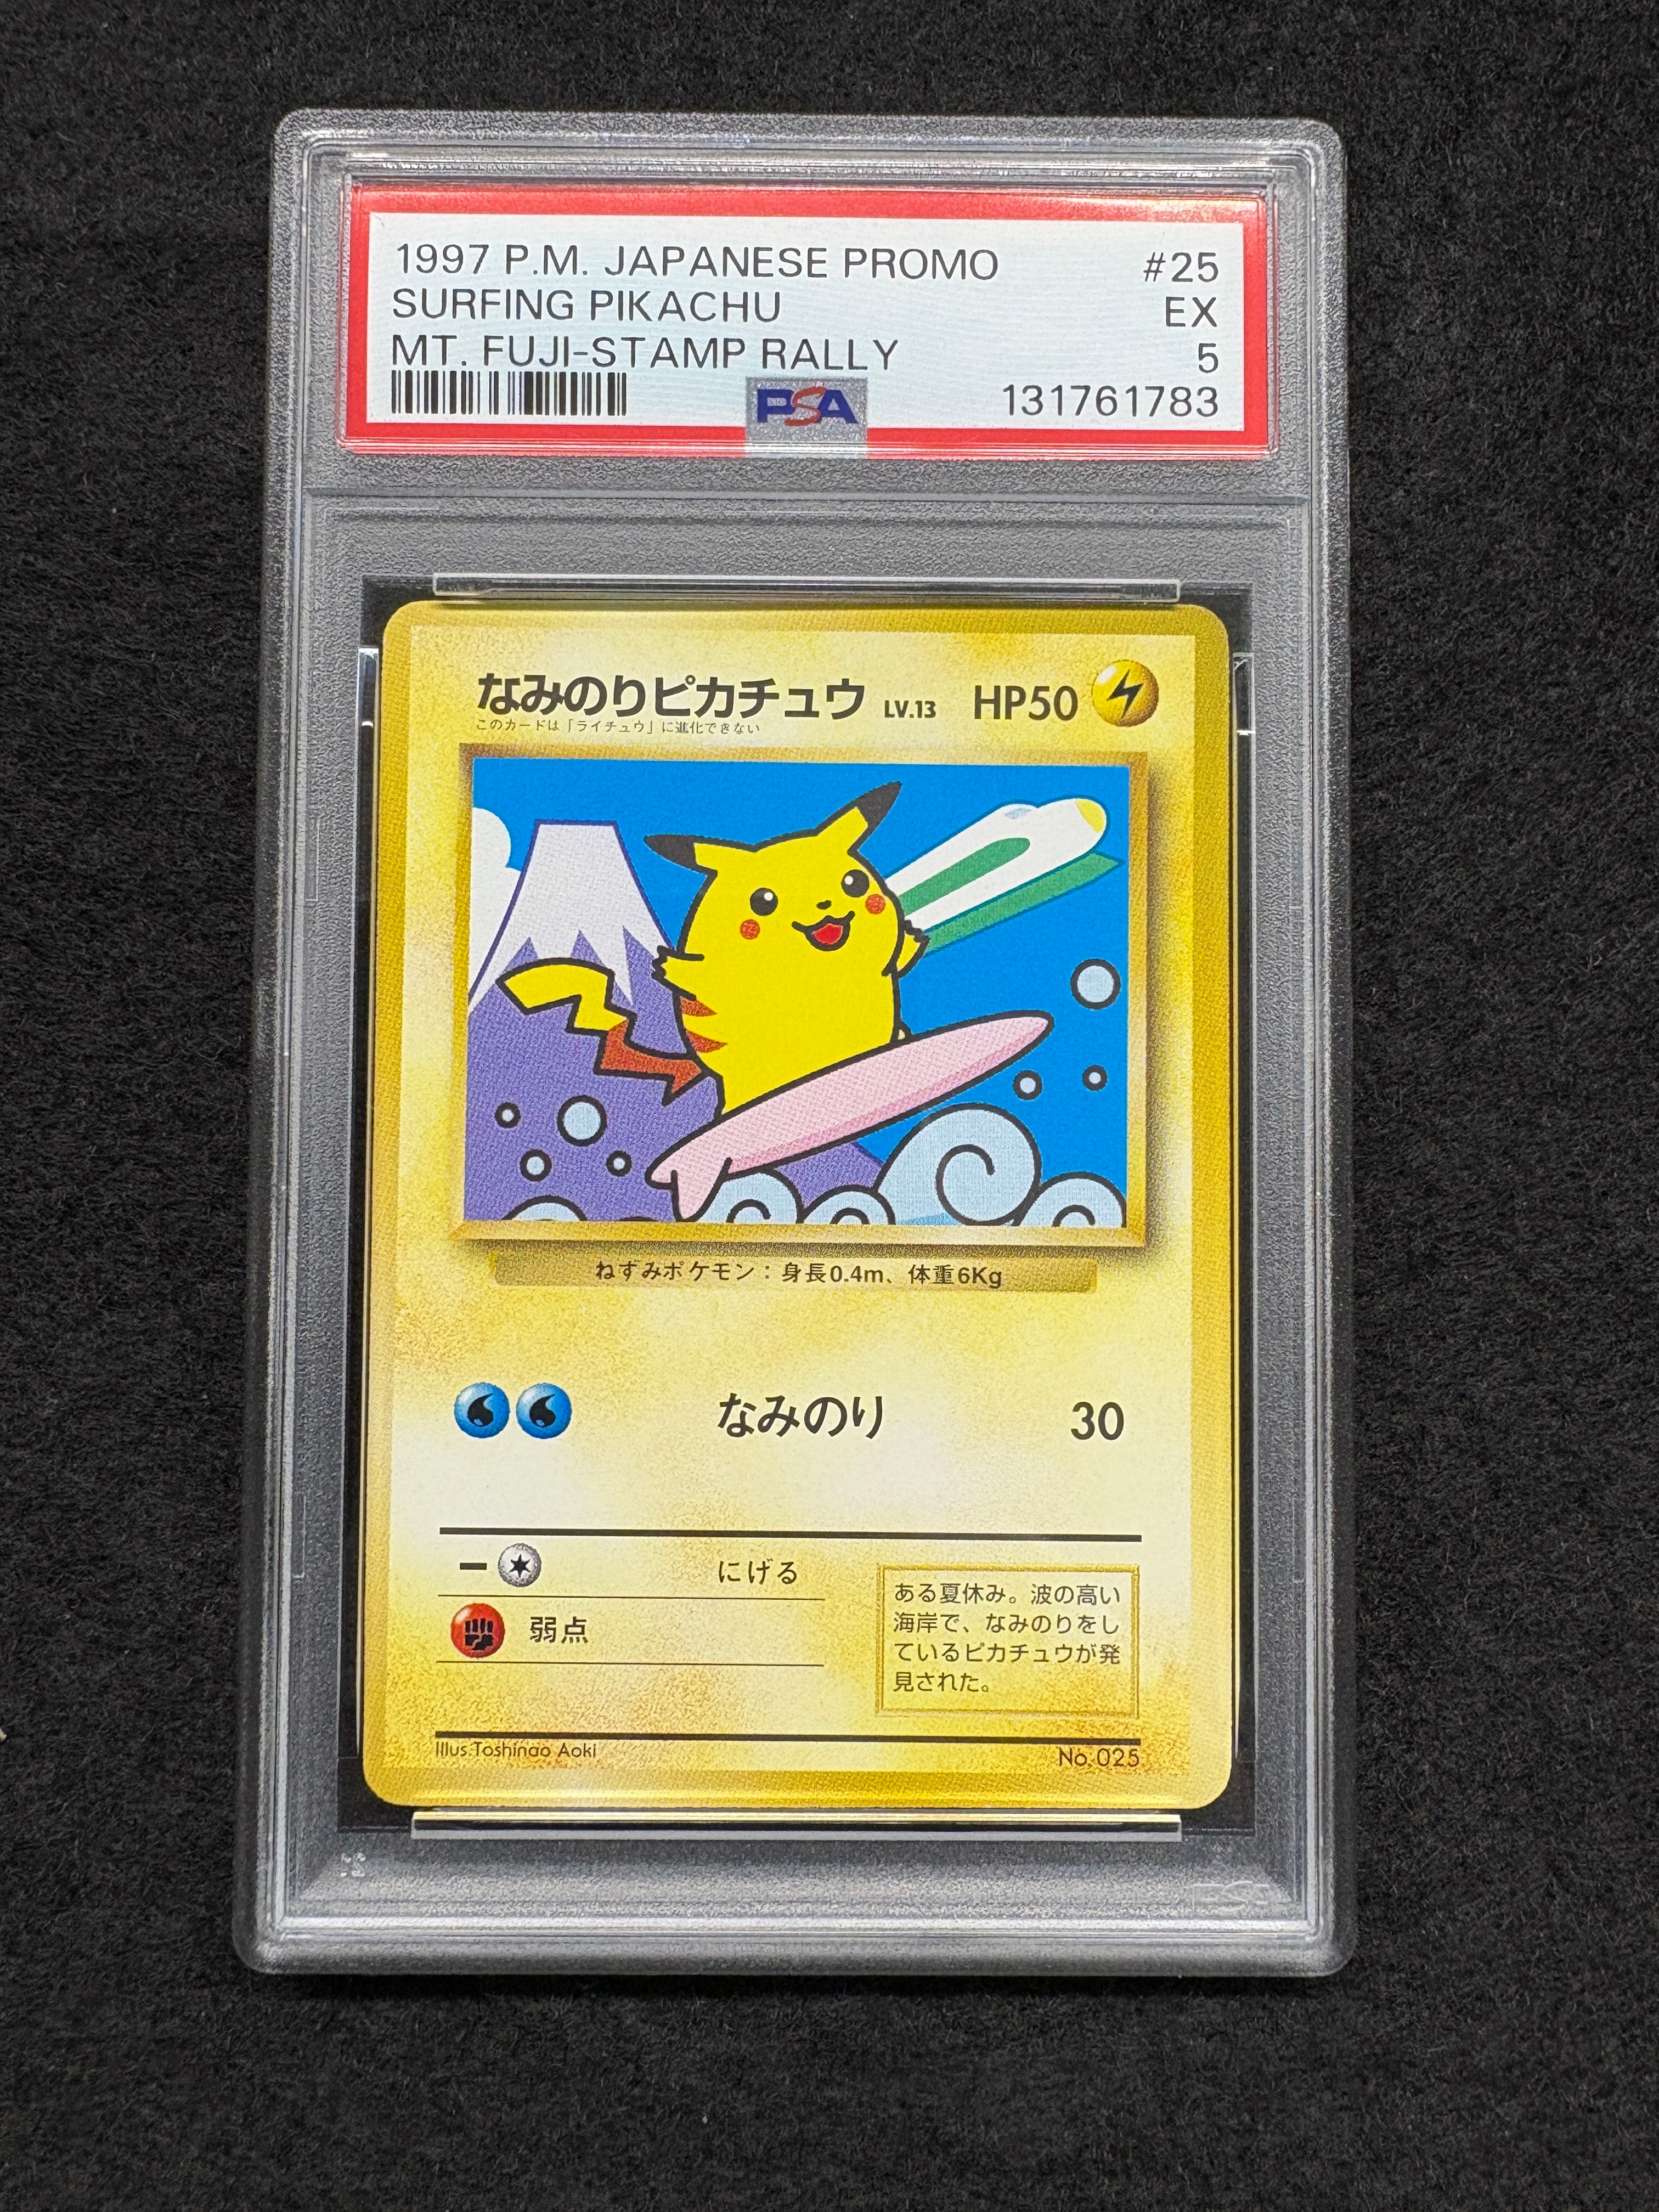 1997 P.M. JAPANESE PROMO #25
SURFING PIKACHU EX
MT. FUJI-STAMP RALLY 5
PSA 131761783
なみのりピカチュウ LV.13 HP50
このカードは「ライチュウ」に進化できない
ねずみポケモン：身長0.4m、体重6Kg
なみのり 30
にげる
弱点
ある夏休み。波の高い
海岸で、なみのりをし
ているピカチュウが発
見された。
Illus.Toshinao Aoki No.025